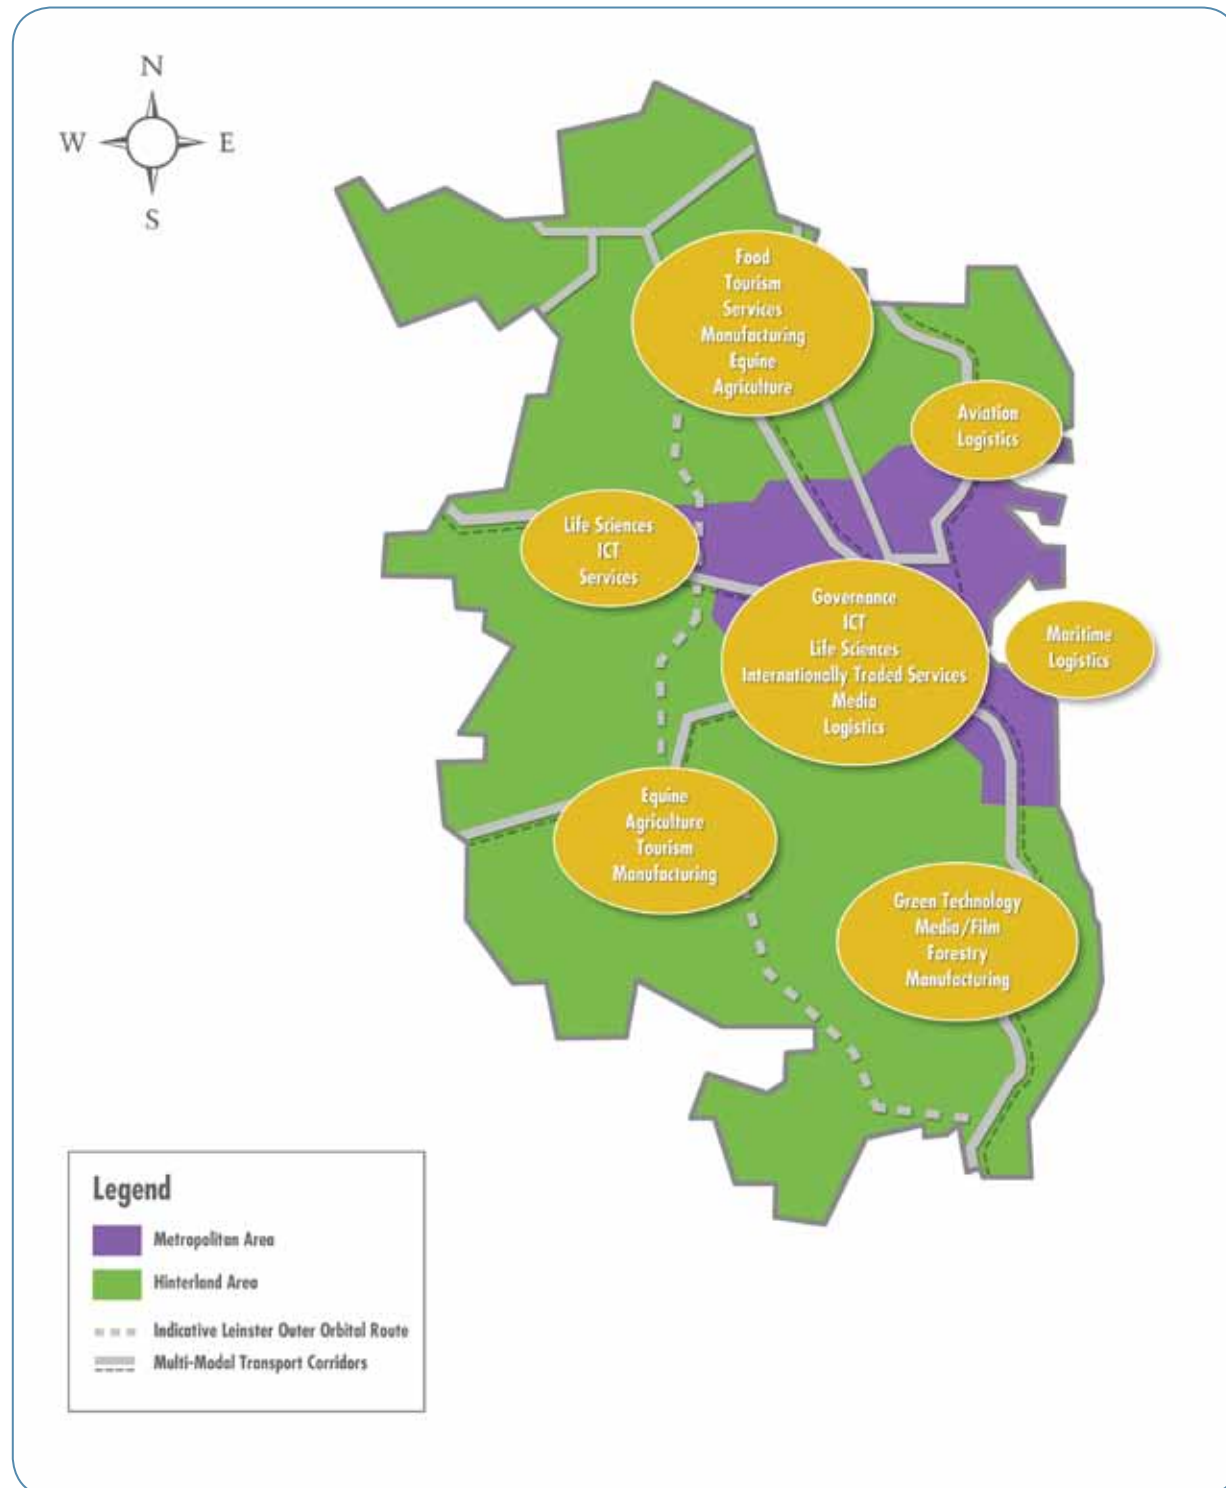 N
W
E
S
Food
Tourism
Services
Manufacturing
Equine
Agriculture
Aviation
Logistics
Life Sciences
ICT
Services
Governance
ICT
Life Sciences
Internationally Traded Services
Media
Logistics
Maritime
Logistics
Equine
Agriculture
Tourism
Manufacturing
Green Technology
Media/Film
Forestry
Manufacturing
Legend
Metropolitan Area
Hinterland Area
Indicative Leinster Outer Orbital Route
Multi-Modal Transport Corridors